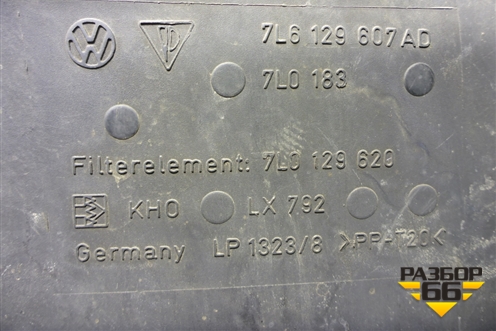 7L6 129 607 AD
7L0 183
Filterelement: 7L0 129 620
KHO LX 792
Germany LP 1323/8 >PP-T20<
РАЗБОР
66